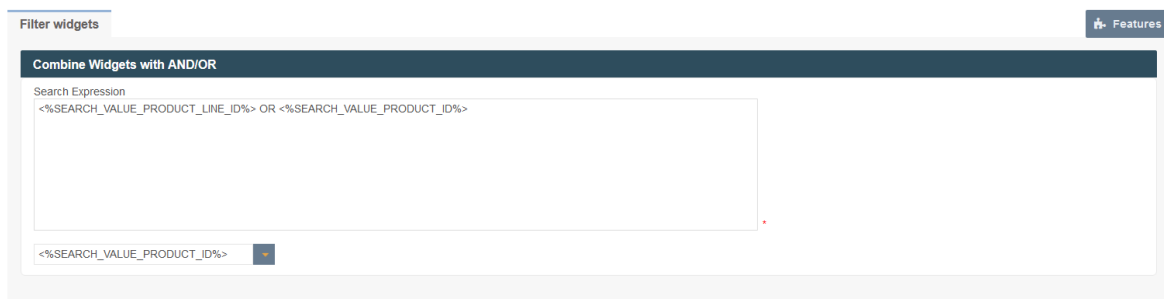 Filter widgets
Features
Combine Widgets with AND/OR
Search Expression
<%SEARCH_VALUE_PRODUCT_LINE_ID%> OR <%SEARCH_VALUE_PRODUCT_ID%>
*
<%SEARCH_VALUE_PRODUCT_ID%>